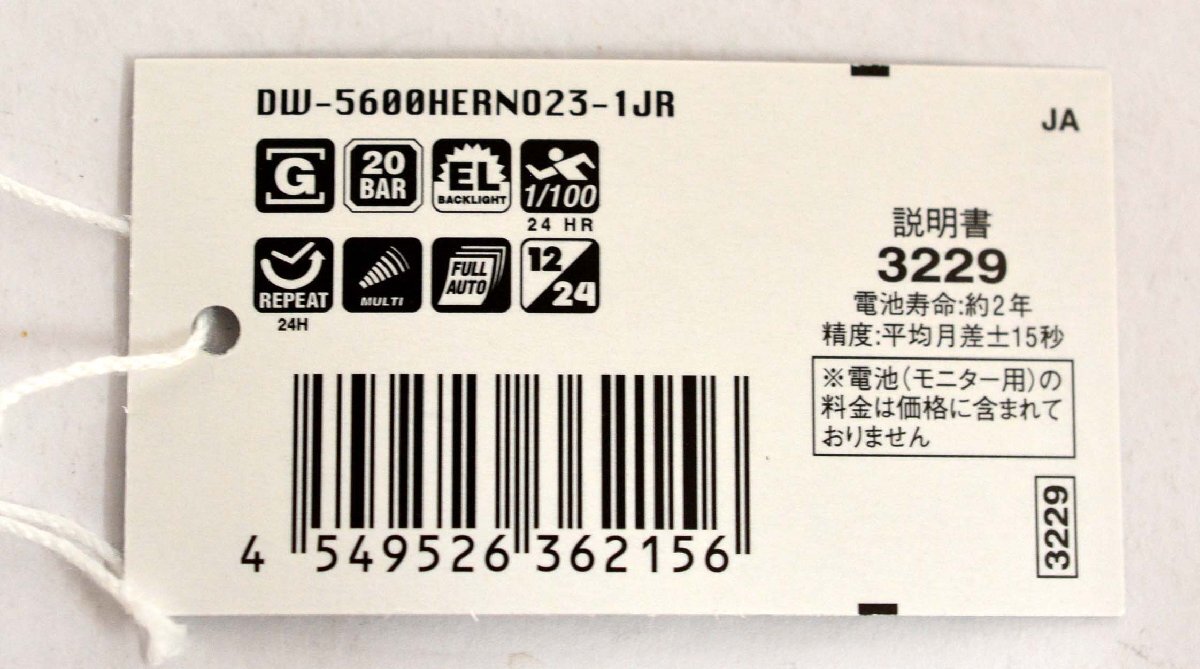 DW-5600HERNO23-1JR
JA
G
20
BAR
EL
BACKLIGHT
1/100
24 HR
REPEAT
24H
MULTI
FULL
AUTO
12/24
説明書
3229
電池寿命:約2年
精度:平均月差±15秒
※電池(モニター用)の
料金は価格に含まれて
おりません
3229
4 549526 362156